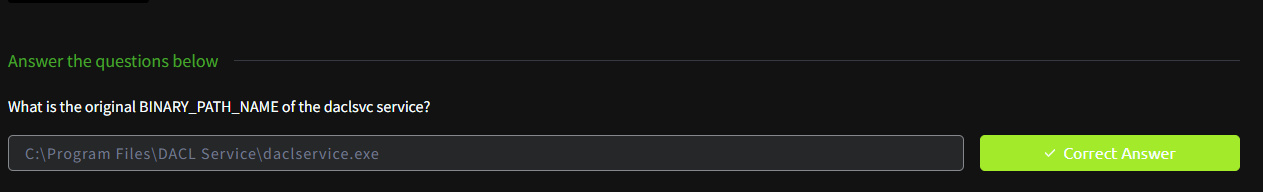 Answer the questions below
What is the original BINARY_PATH_NAME of the daclsvc service?
C:\Program Files\DACL Service\daclservice.exe
✓ Correct Answer